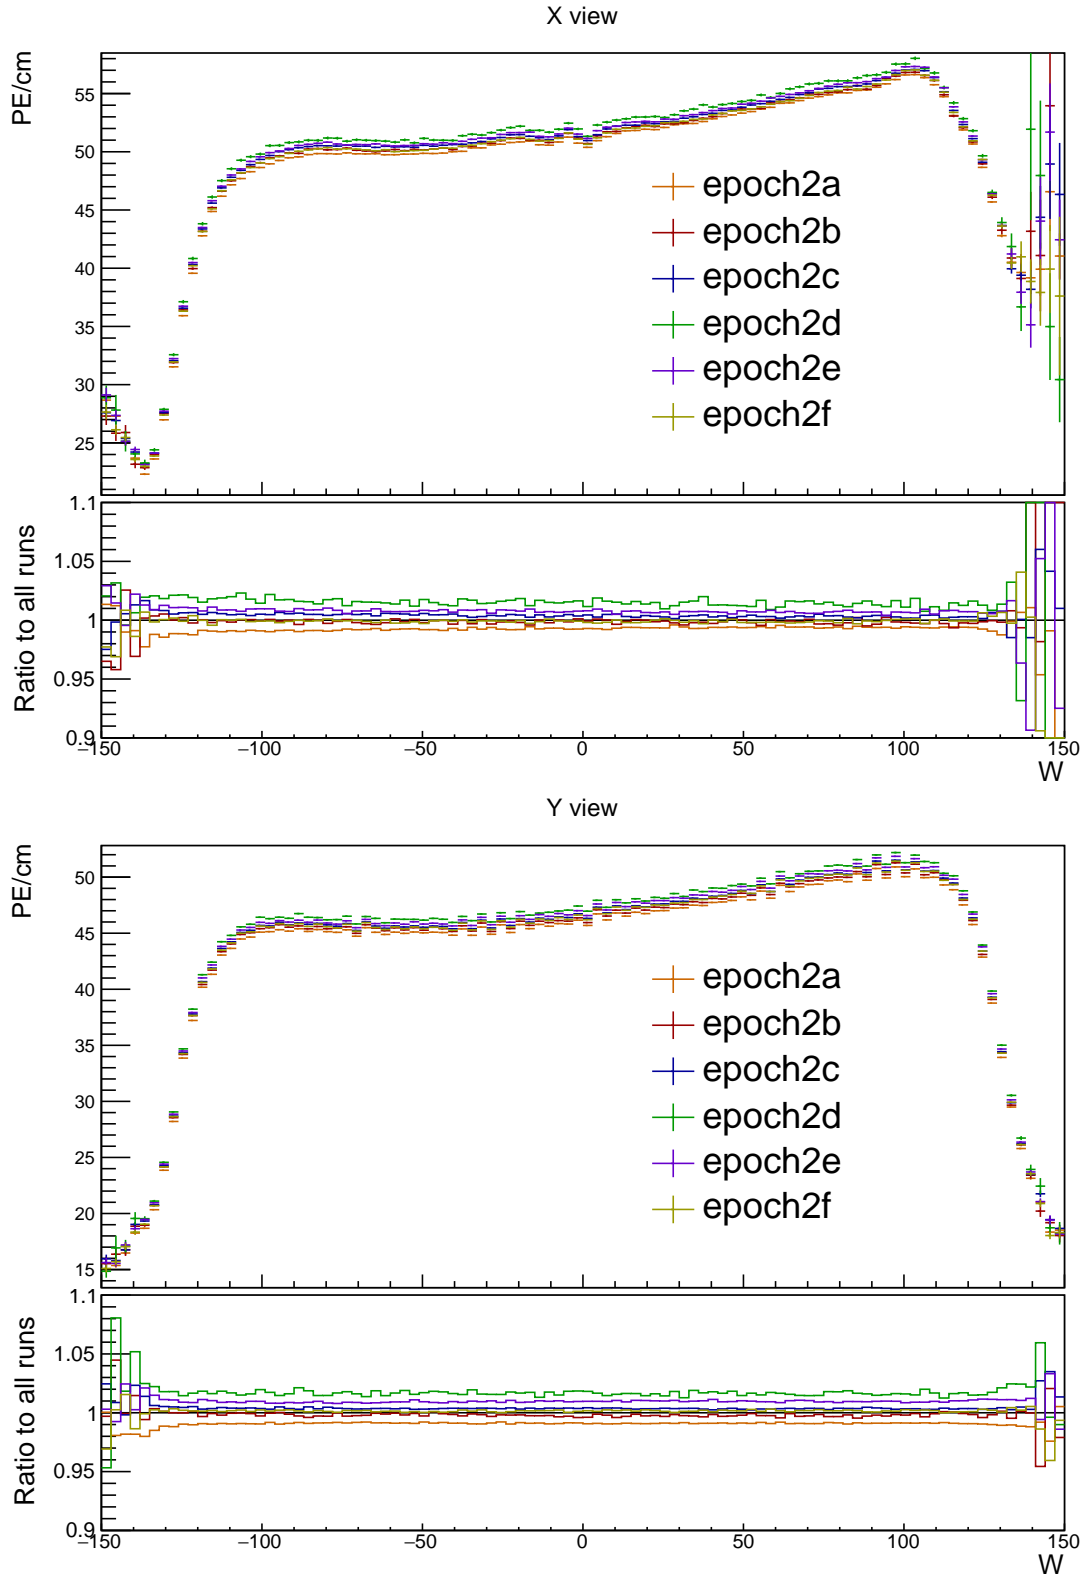 X view
PE/cm
55
50
45
40
35
30
25
epoch2a
epoch2b
epoch2c
epoch2d
epoch2e
epoch2f
Ratio to all runs
1.1
1.05
1
0.95
0.9
−150 −100 −50 0 50 100 150
W
Y view
PE/cm
50
45
40
35
30
25
20
15
epoch2a
epoch2b
epoch2c
epoch2d
epoch2e
epoch2f
Ratio to all runs
1.1
1.05
1
0.95
0.9
−150 −100 −50 0 50 100 150
W